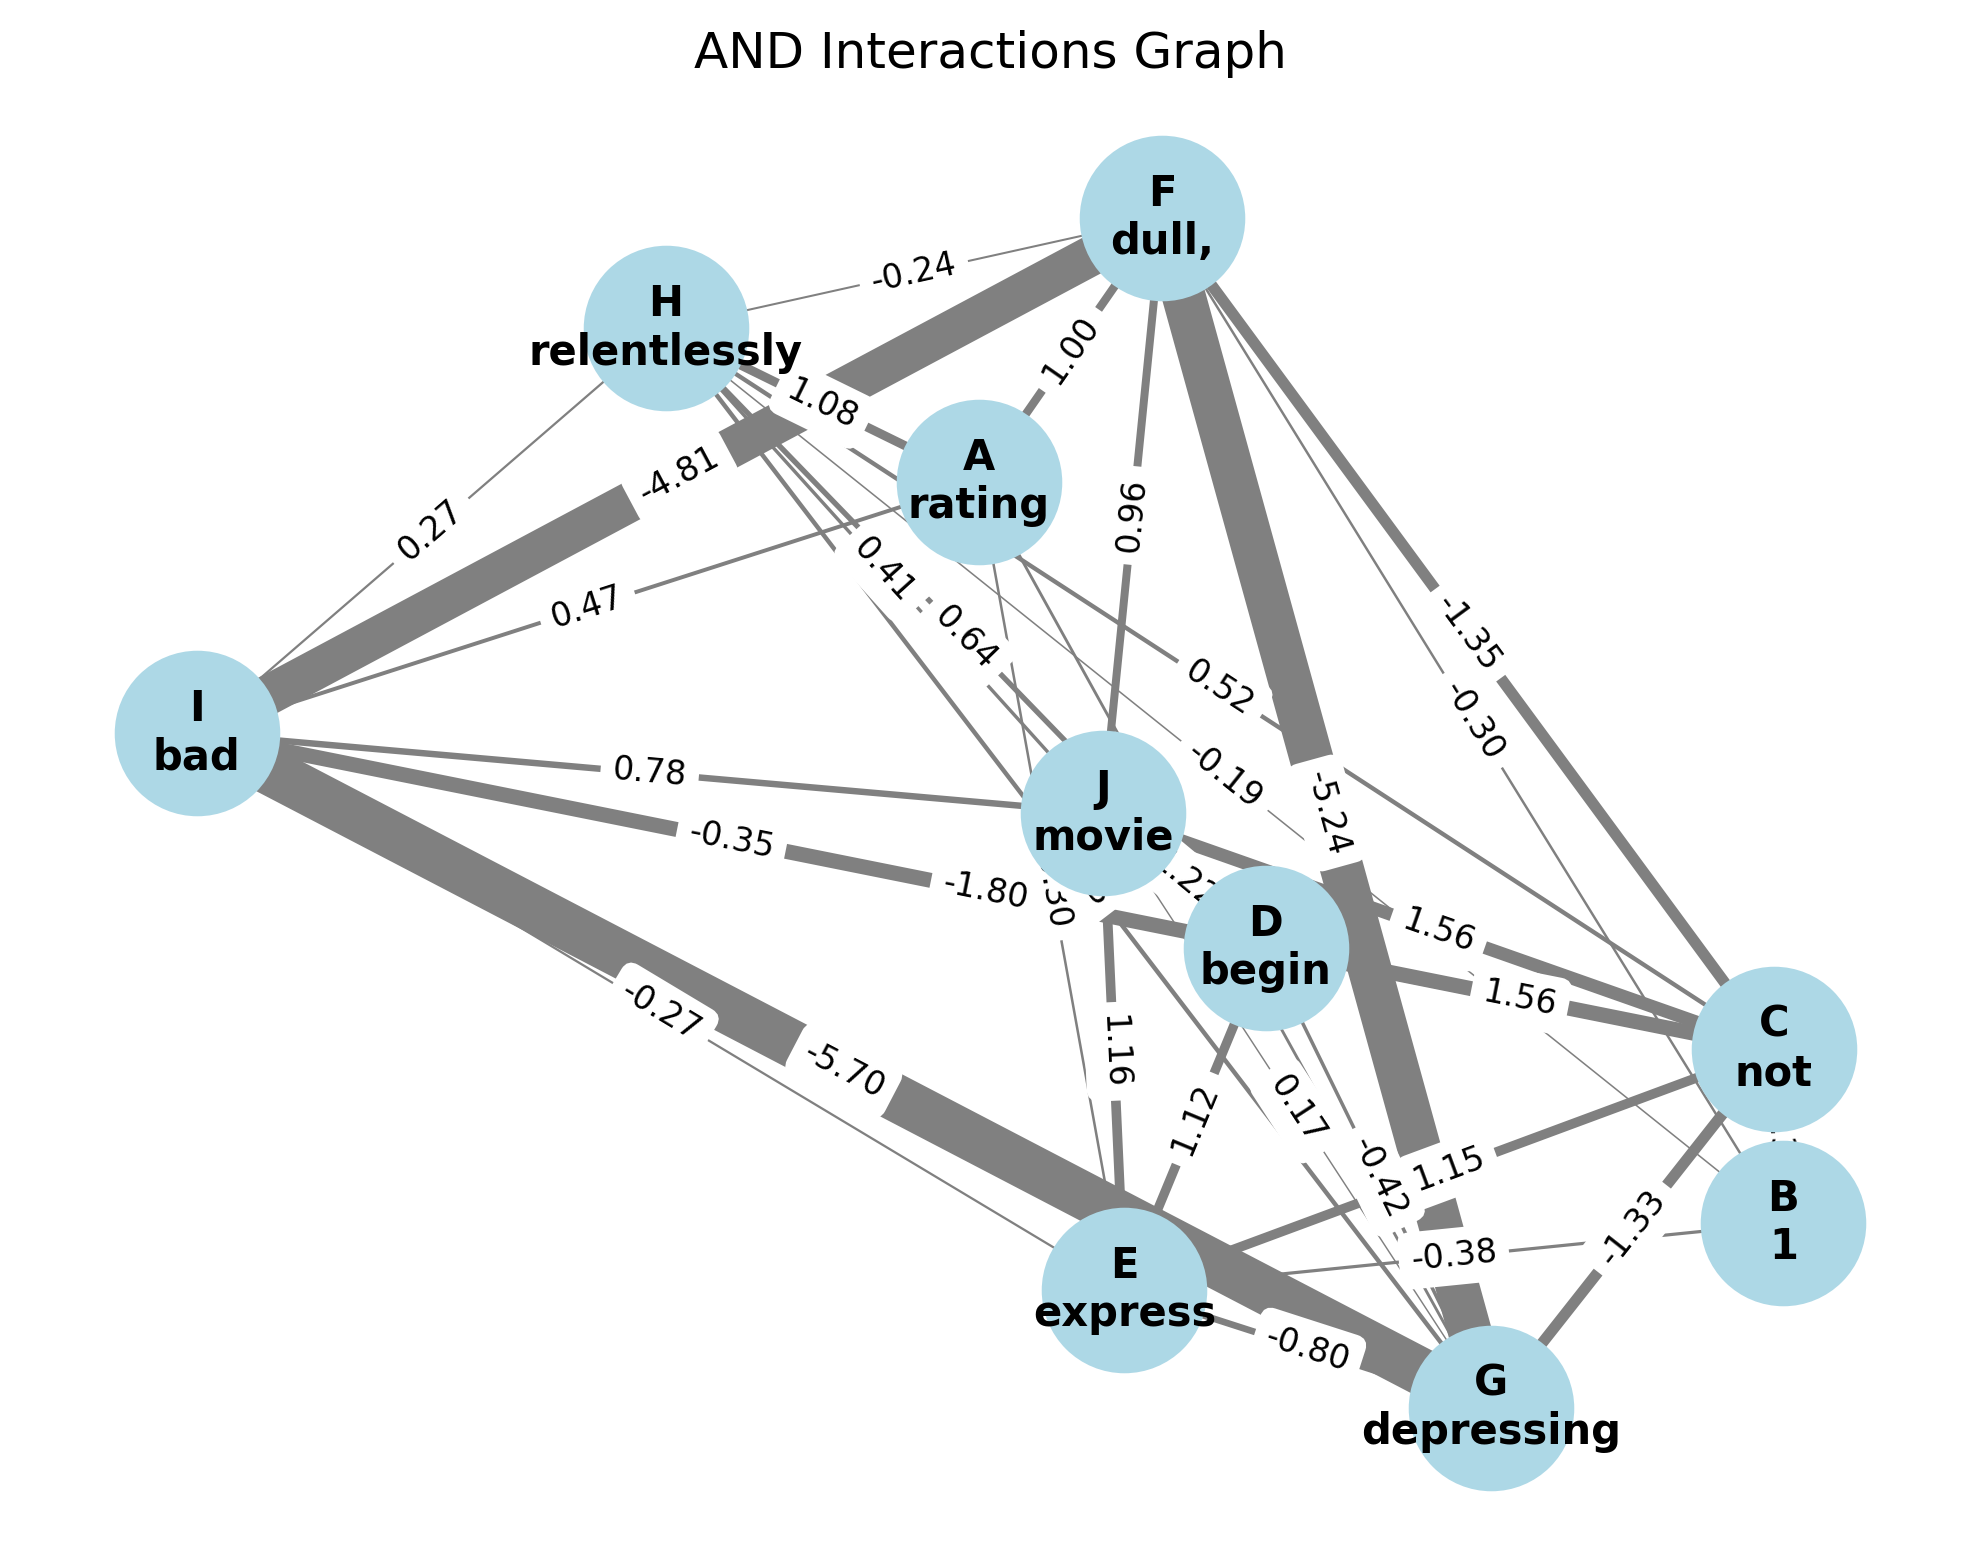 AND Interactions Graph
F
dull,
-0.24
H
relentlessly
1.00
1.08
-4.81
A
rating
0.96
0.27
0.41
0.47
0.64
-1.35
0.52
-0.30
I
bad
0.78
-0.19
J
movie
-5.24
-0.35
-1.80
1.56
D
begin
1.56
-0.27
C
not
-5.70
1.16
1.12
0.17
-0.42
1.15
B
1
-1.33
-0.38
E
express
-0.80
G
depressing